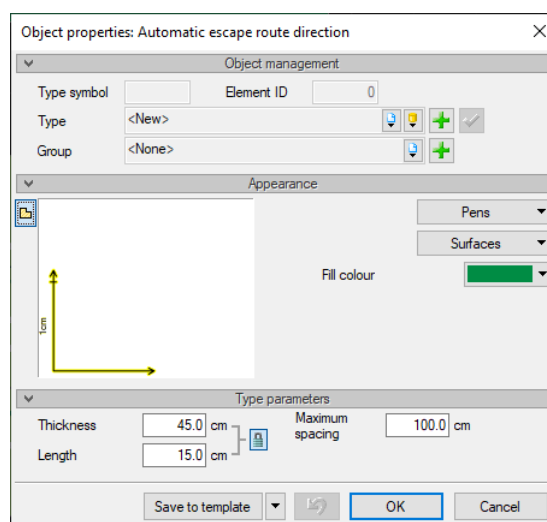 Object properties: Automatic escape route direction
Object management
Type symbol Element ID 0
Type <New>
Group <None>
Appearance
Pens
Surfaces
Fill colour
1cm
Type parameters
Thickness 45.0 cm Maximum spacing 100.0 cm
Length 15.0 cm
Save to template OK Cancel